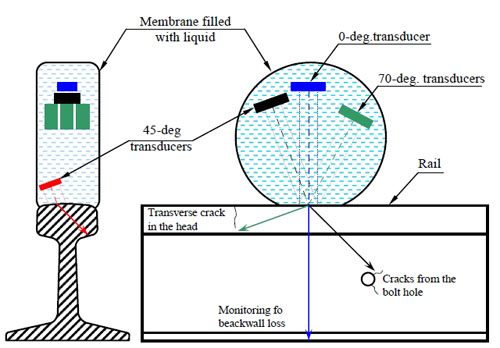 Membrane filled
with liquid
0-deg.transducer
70-deg. transducers
45-deg
transducers
Rail
Transverse crack
in the head
Cracks from the
bolt hole
Monitoring fo
beackwall loss